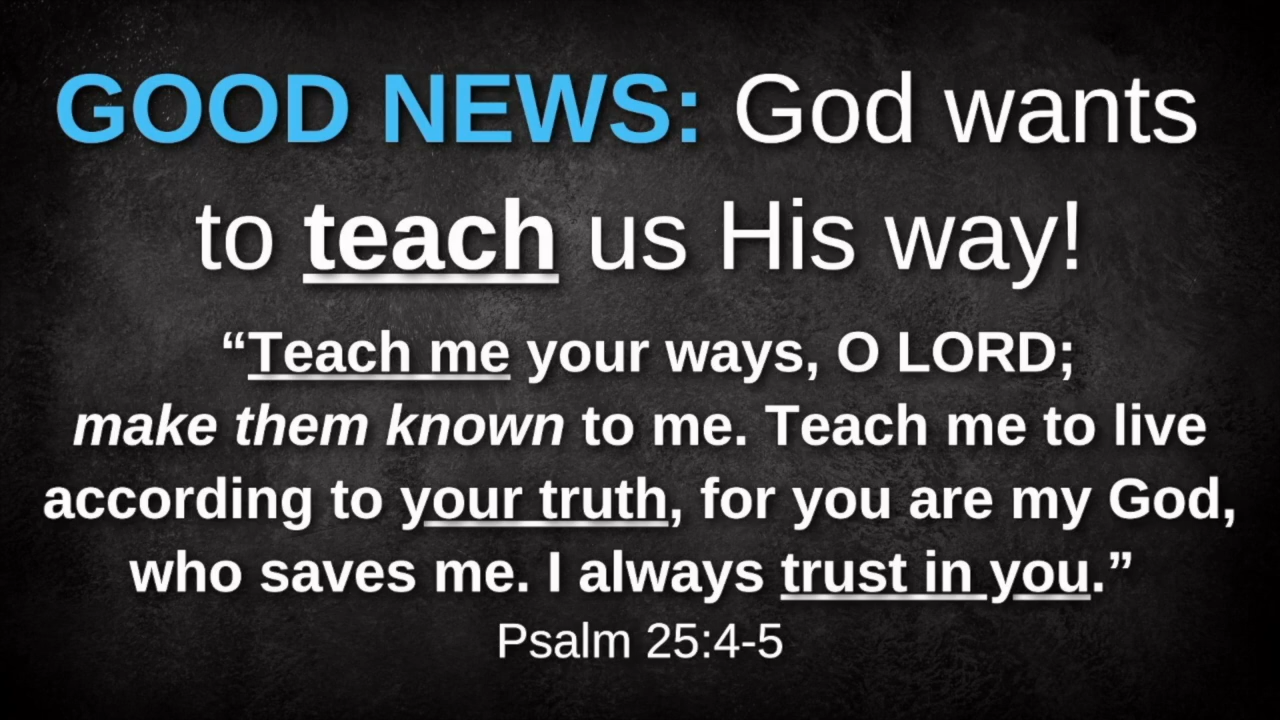 GOOD NEWS: God wants
to teach us His way!
“Teach me your ways, O LORD;
make them known to me. Teach me to live
according to your truth, for you are my God,
who saves me. I always trust in you.”
Psalm 25:4-5